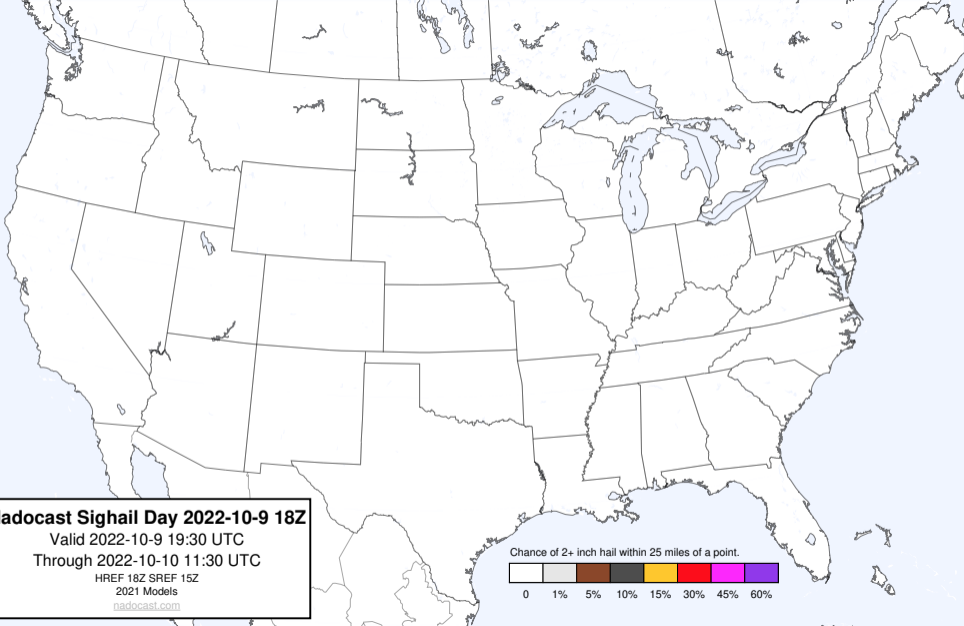 adocast Sighail Day 2022-10-9 18Z
Valid 2022-10-9 19:30 UTC
Through 2022-10-10 11:30 UTC
HREF 18Z SREF 15Z
2021 Models
nadocast.com
Chance of 2+ inch hail within 25 miles of a point.
0 1% 5% 10% 15% 30% 45% 60%